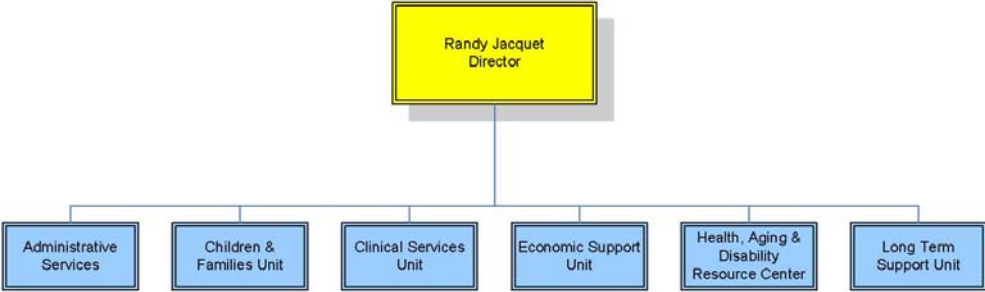 Randy Jacquet
Director
Administrative
Services
Children &
Families Unit
Clinical Services
Unit
Economic Support
Unit
Health, Aging &
Disability
Resource Center
Long Term
Support Unit